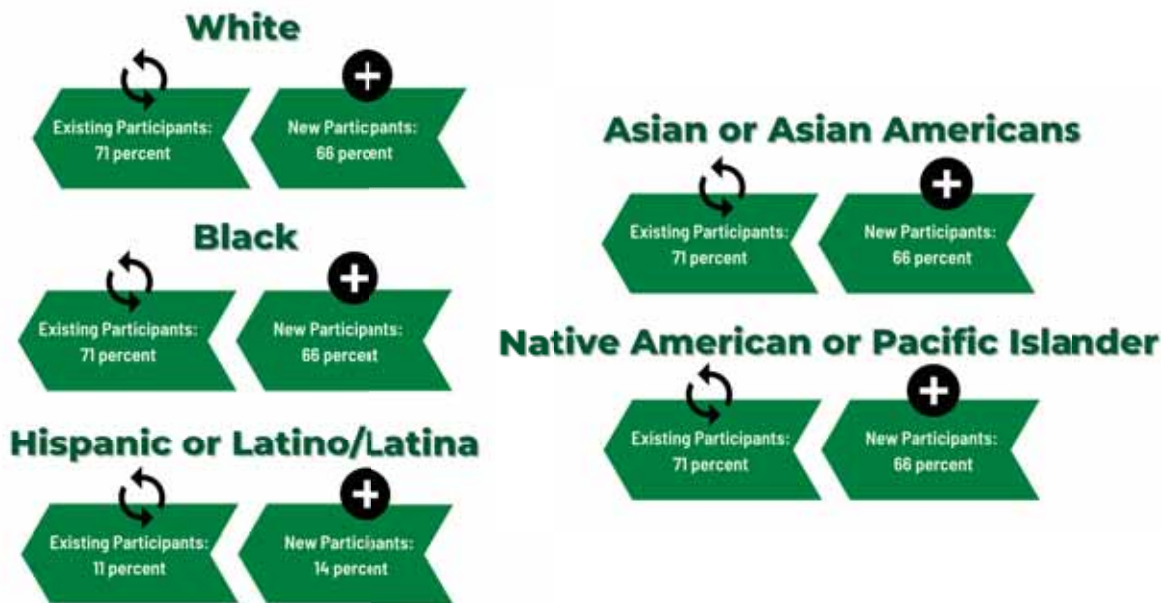 White
Existing Participants:
71 percent
New Participants:
66 percent
Black
Existing Participants:
71 percent
New Participants:
66 percent
Hispanic or Latino/Latina
Existing Participants:
11 percent
New Participants:
14 percent
Asian or Asian Americans
Existing Participants:
71 percent
New Participants:
66 percent
Native American or Pacific Islander
Existing Participants:
71 percent
New Participants:
66 percent